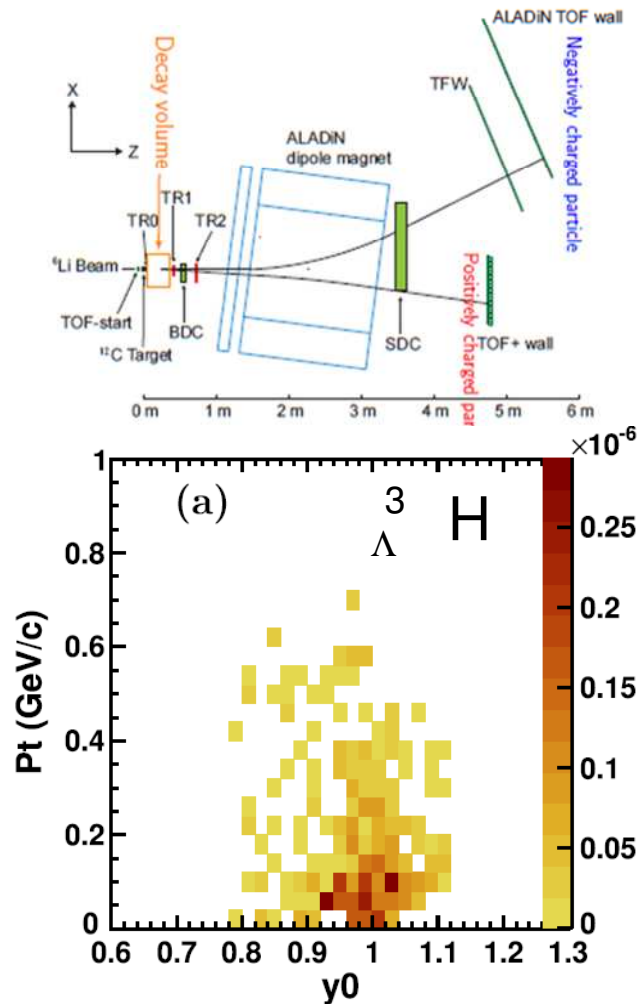 ALADiN TOF wall
Negatively charged particle
TFW
Decay volume
X
Z
ALADiN
dipole magnet
TR1
TR0
TR2
⁶Li Beam
TOF-start
¹²C Target
BDC
SDC
TOF+ wall
Positively charged par
0 m
1 m
2 m
3 m
4 m
5 m
6 m
×10⁻⁶
(a)
³ΛH
1
0.8
0.6
0.4
0.2
0
Pt (GeV/c)
0.6 0.7 0.8 0.9 1 1.1 1.2 1.3
y0
0.25
0.2
0.15
0.1
0.05
0